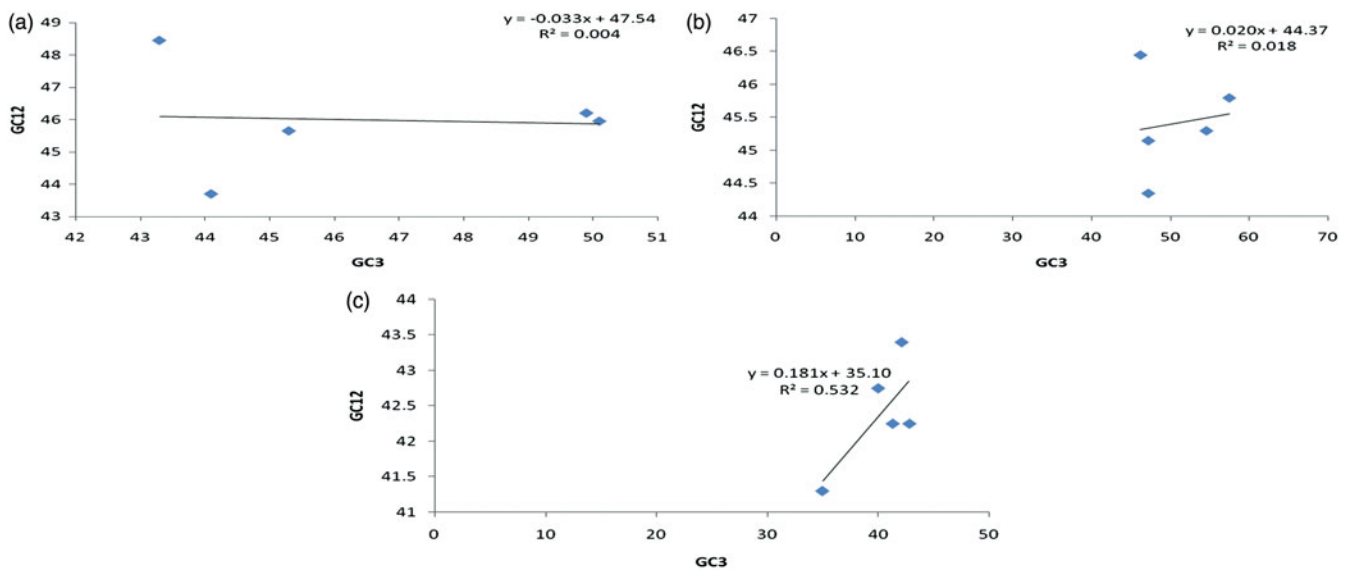 (a)
y = -0.033x + 47.54
R² = 0.004
49
48
47
46
45
44
43
GC12
42 43 44 45 46 47 48 49 50 51
GC3
(b)
y = 0.020x + 44.37
R² = 0.018
47
46.5
46
45.5
45
44.5
44
GC12
0 10 20 30 40 50 60 70
GC3
(c)
y = 0.181x + 35.10
R² = 0.532
44
43.5
43
42.5
42
41.5
41
GC12
0 10 20 30 40 50
GC3